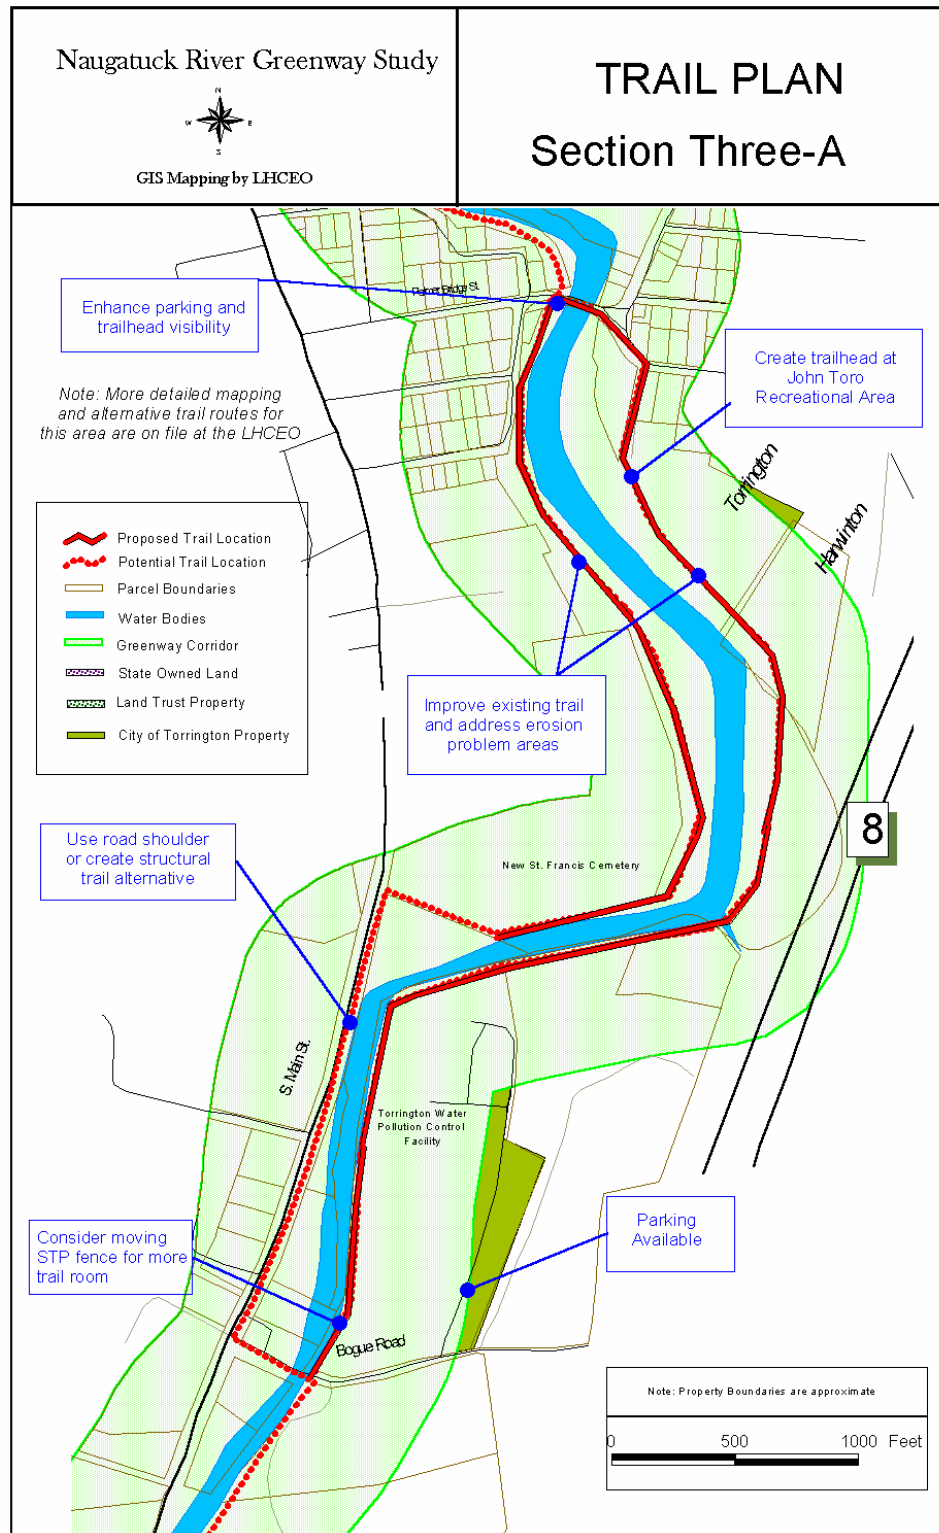 Naugatuck River Greenway Study
N
W
E
S
GIS Mapping by LHCEO
TRAIL PLAN
Section Three-A
Enhance parking and
trailhead visibility
Palmer Bridge St.
Note: More detailed mapping
and alternative trail routes for
this area are on file at the LHCEO
Create trailhead at
John Toro
Recreational Area
Torrington
Harwinton
Proposed Trail Location
Potential Trail Location
Parcel Boundaries
Water Bodies
Greenway Corridor
State Owned Land
Land Trust Property
City of Torrington Property
Improve existing trail
and address erosion
problem areas
8
Use road shoulder
or create structural
trail alternative
New St. Francis Cemetery
S. Main St.
Torrington Water
Pollution Control
Facility
Consider moving
STP fence for more
trail room
Parking
Available
Bogue Road
Note: Property Boundaries are approximate
0 500 1000 Feet